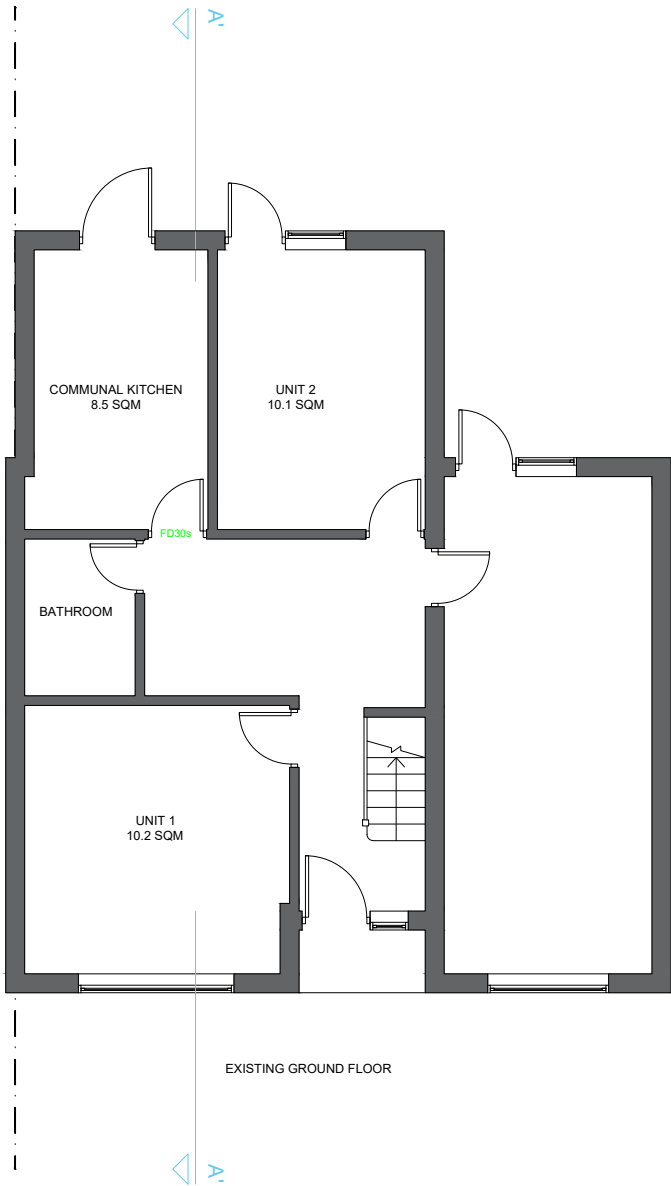 A'
COMMUNAL KITCHEN
8.5 SQM
UNIT 2
10.1 SQM
FD30s
BATHROOM
UNIT 1
10.2 SQM
EXISTING GROUND FLOOR
A'